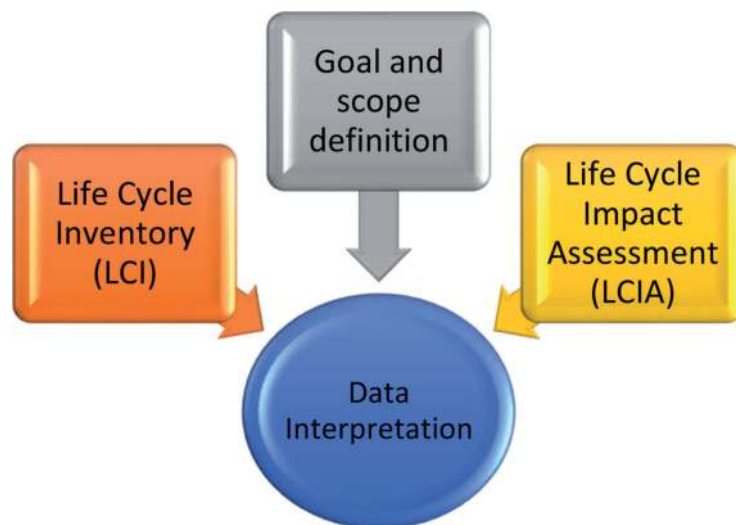 Goal and
scope
definition
Life Cycle
Inventory
(LCI)
Life Cycle
Impact
Assessment
(LCIA)
Data
Interpretation